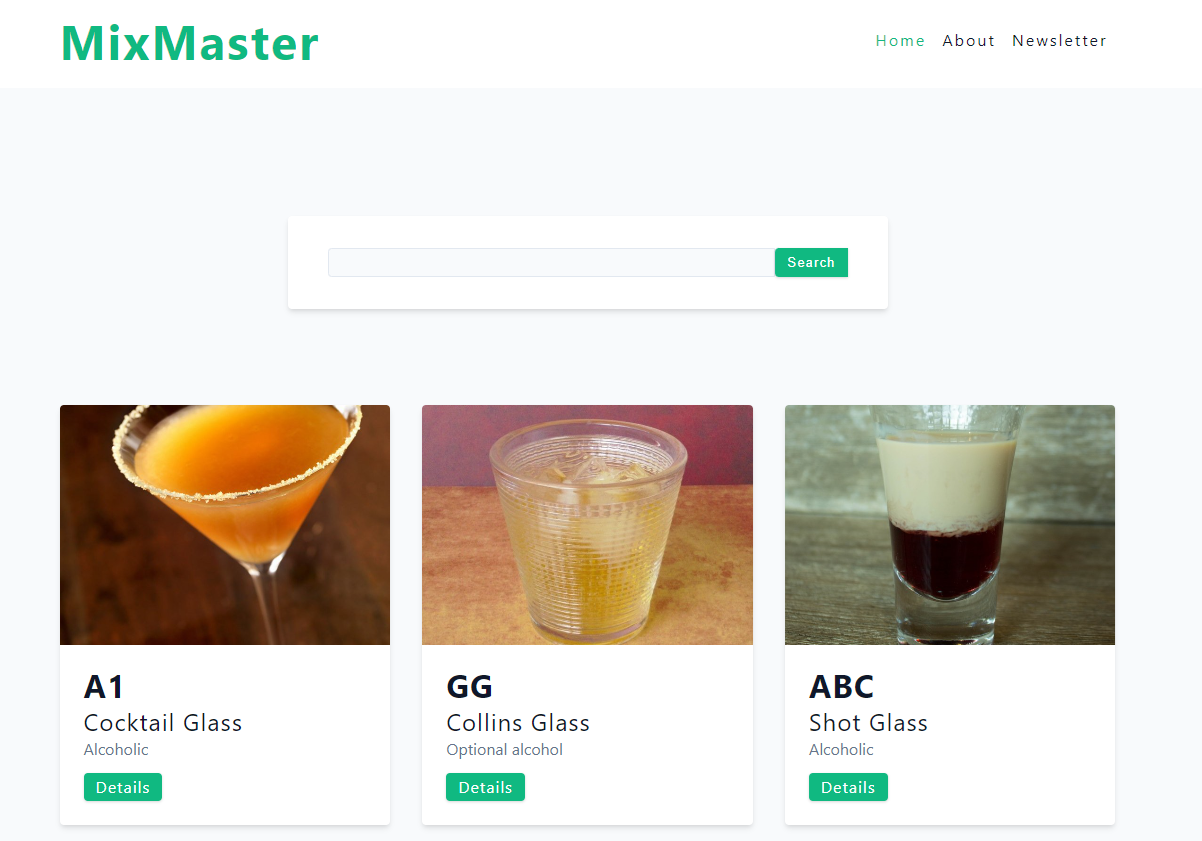 MixMaster
Home About Newsletter
Search
A1
Cocktail Glass
Alcoholic
Details
GG
Collins Glass
Optional alcohol
Details
ABC
Shot Glass
Alcoholic
Details